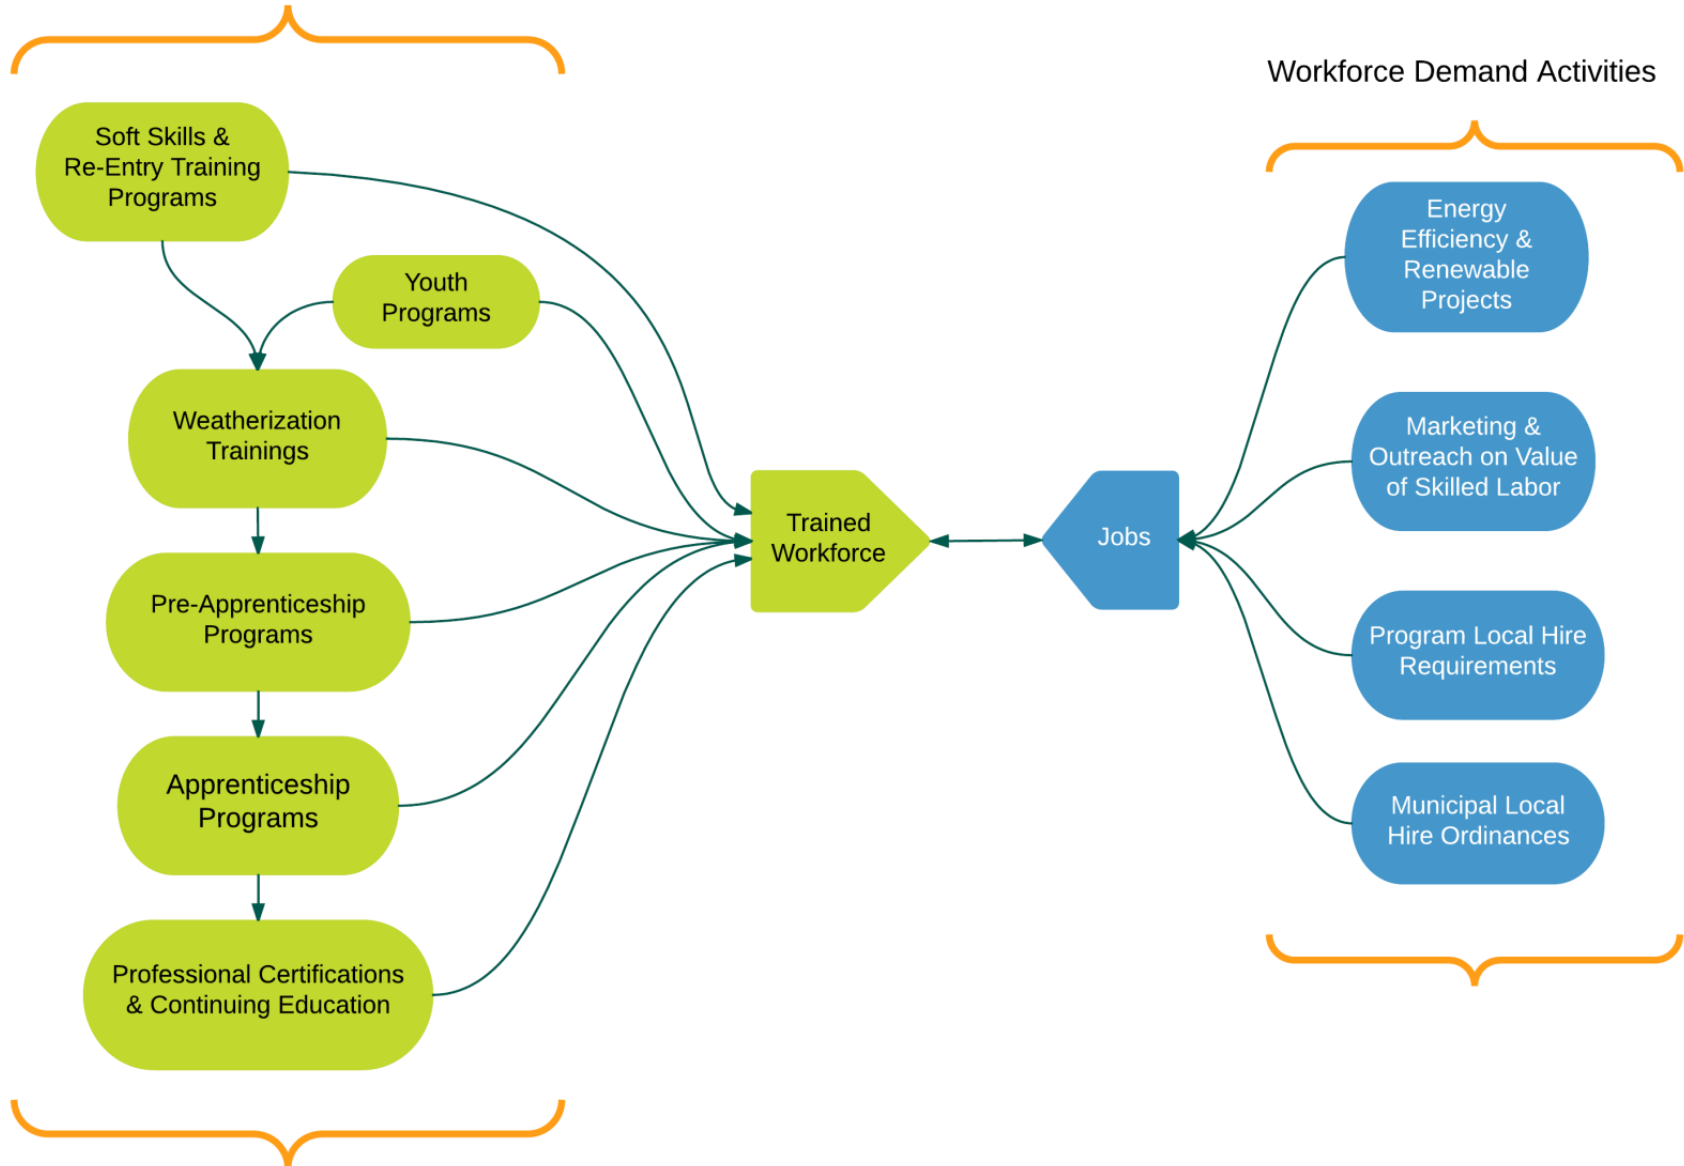 Workforce Demand Activities
Soft Skills &
Re-Entry Training
Programs
Youth
Programs
Weatherization
Trainings
Pre-Apprenticeship
Programs
Apprenticeship
Programs
Professional Certifications
& Continuing Education
Trained
Workforce
Jobs
Energy
Efficiency &
Renewable
Projects
Marketing &
Outreach on Value
of Skilled Labor
Program Local Hire
Requirements
Municipal Local
Hire Ordinances